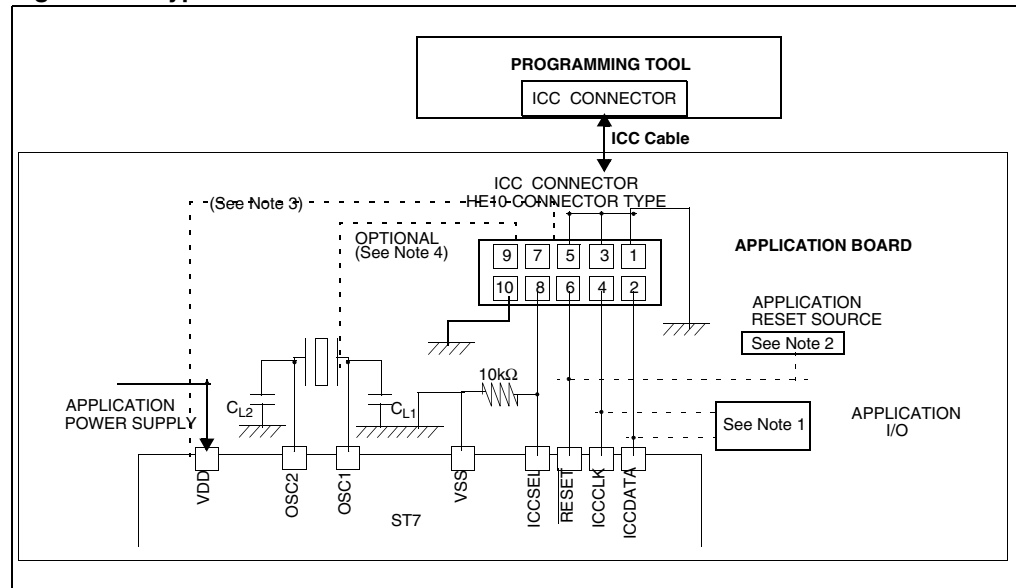 PROGRAMMING TOOL
ICC CONNECTOR
ICC Cable
ICC CONNECTOR
HE10 CONNECTOR TYPE
(See Note 3)
OPTIONAL
(See Note 4)
9 7 5 3 1
10 8 6 4 2
APPLICATION BOARD
APPLICATION
RESET SOURCE
See Note 2
10kΩ
CL2
CL1
APPLICATION
POWER SUPPLY
See Note 1
APPLICATION
I/O
VDD
OSC2
OSC1
VSS
ICCSEL
RESET
ICCCLK
ICCDATA
ST7